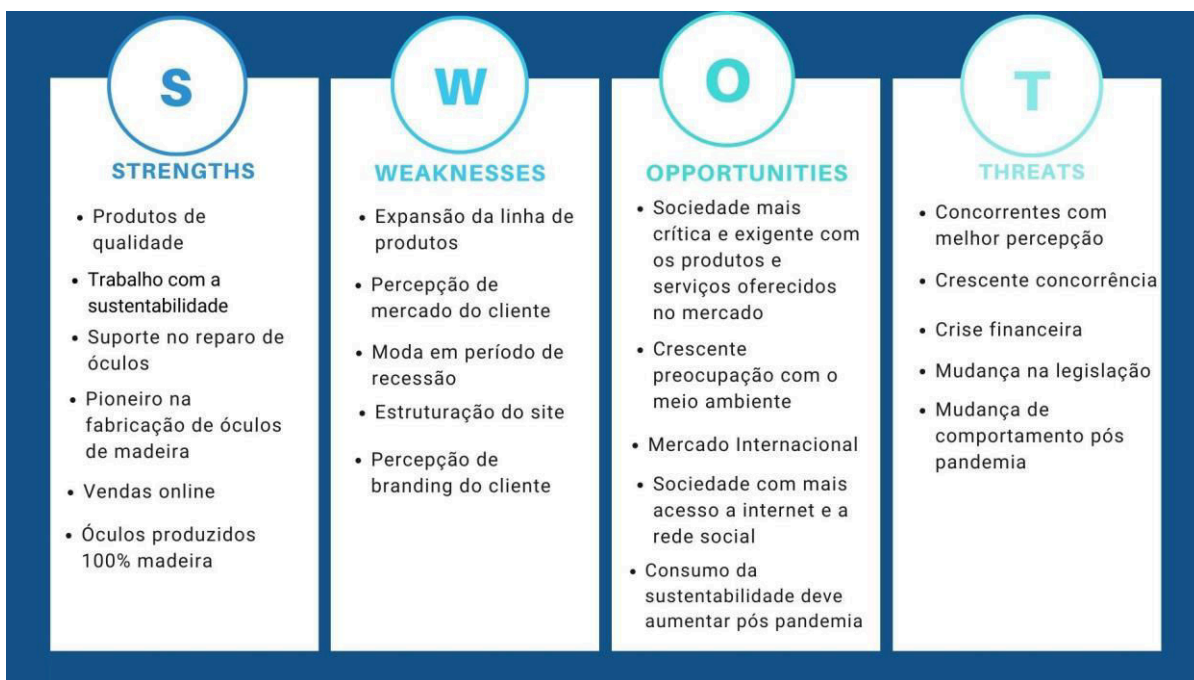 S
STRENGTHS
• Produtos de
qualidade
• Trabalho com a
sustentabilidade
• Suporte no reparo de
óculos
• Pioneiro na
fabricação de óculos
de madeira
• Vendas online
• Óculos produzidos
100% madeira
W
WEAKNESSES
• Expansão da linha de
produtos
• Percepção de
mercado do cliente
• Moda em período de
recessão
• Estruturação do site
• Percepção de
branding do cliente
O
OPPORTUNITIES
• Sociedade mais
crítica e exigente com
os produtos e
serviços oferecidos
no mercado
• Crescente
preocupação com o
meio ambiente
• Mercado Internacional
• Sociedade com mais
acesso a internet e a
rede social
• Consumo da
sustentabilidade deve
aumentar pós pandemia
T
THREATS
• Concorrentes com
melhor percepção
• Crescente concorrência
• Crise financeira
• Mudança na legislação
• Mudança de
comportamento pós
pandemia